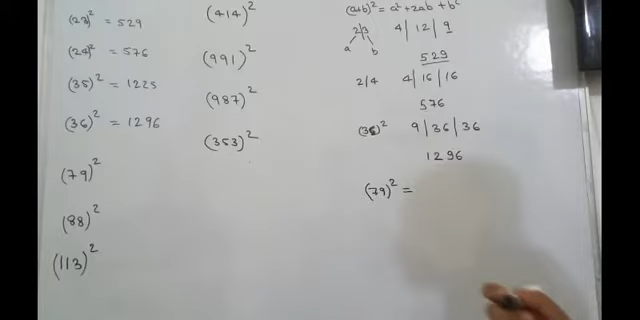 (23)² = 529
(24)² = 576
(35)² = 1225
(36)² = 1296
(79)²
(88)²
(113)²
(414)²
(991)²
(987)²
(353)²
(a+b)² = a² + 2ab + b²
2|3 4 | 12 | 9
a b
529
2/4 4 | 16 | 16
576
(36)² 9 | 36 | 36
1296
(79)² =